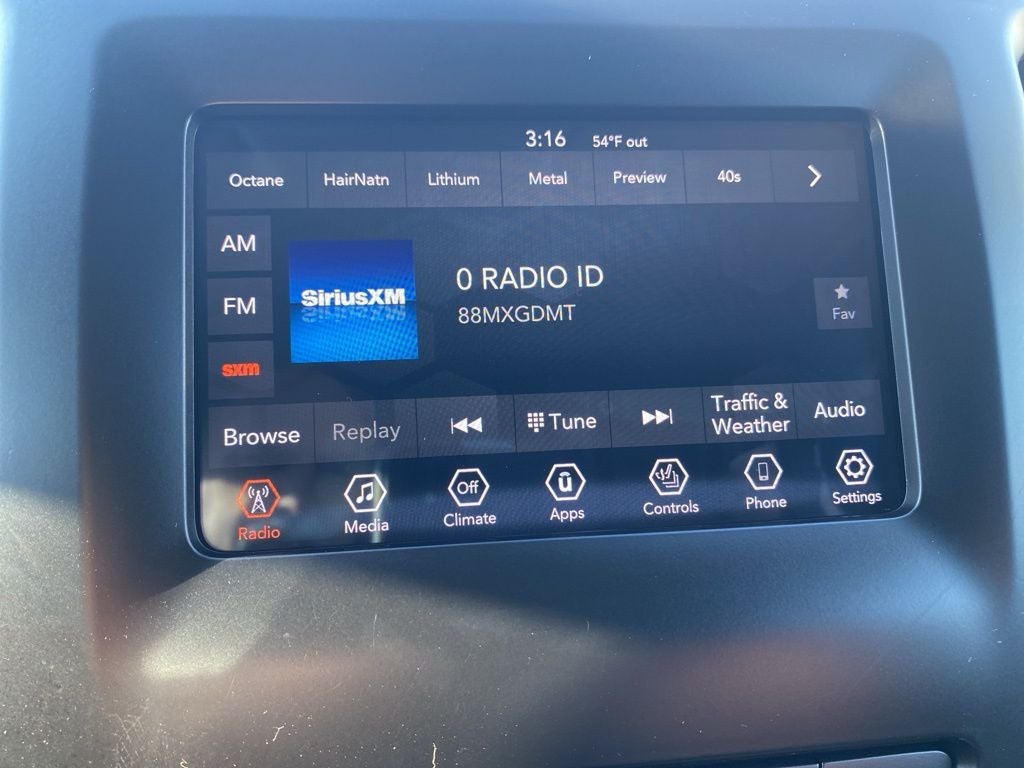 3:16 54°F out
Octane HairNatn Lithium Metal Preview 40s
AM
FM
sxm
SiriusXM
0 RADIO ID
88MXGDMT
Fav
Browse Replay Tune Traffic & Weather Audio
Off
Radio Media Climate Apps Controls Phone Settings